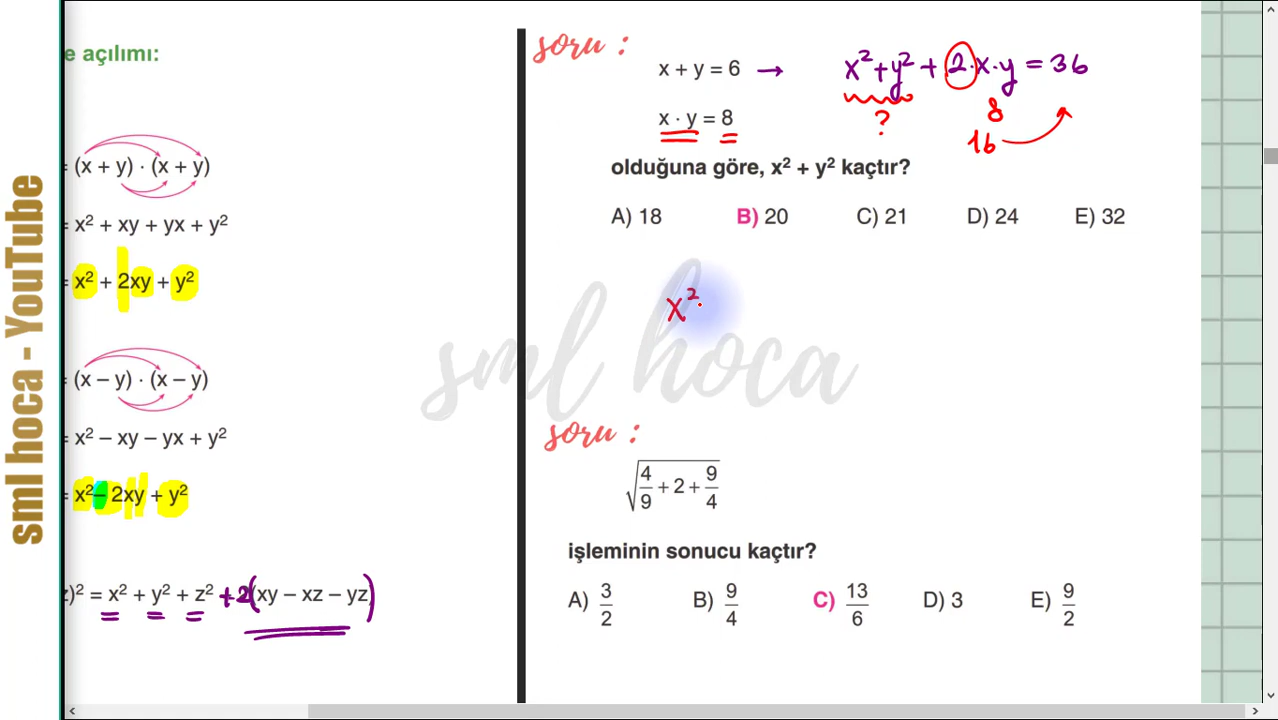 sml hoca - YouTube
e açılımı:
= (x + y) · (x + y)
= x² + xy + yx + y²
= x² + 2xy + y²
= (x − y) · (x − y)
= x² − xy − yx + y²
= x² − 2xy + y²
z)² = x² + y² + z² +2(xy − xz − yz)
soru :
x + y = 6 → x² + y² + 2·x·y = 36
x · y = 8
? 8
16
olduğuna göre, x² + y² kaçtır?
A) 18 B) 20 C) 21 D) 24 E) 32
x²
sml hoca
soru :
√(4/9 + 2 + 9/4)
işleminin sonucu kaçtır?
A) 3/2 B) 9/4 C) 13/6 D) 3 E) 9/2